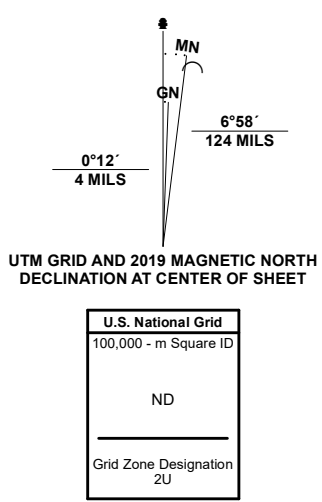 MN
GN
6°58´
124 MILS
0°12´
4 MILS
UTM GRID AND 2019 MAGNETIC NORTH
DECLINATION AT CENTER OF SHEET
U.S. National Grid
100,000 - m Square ID
ND
Grid Zone Designation
2U